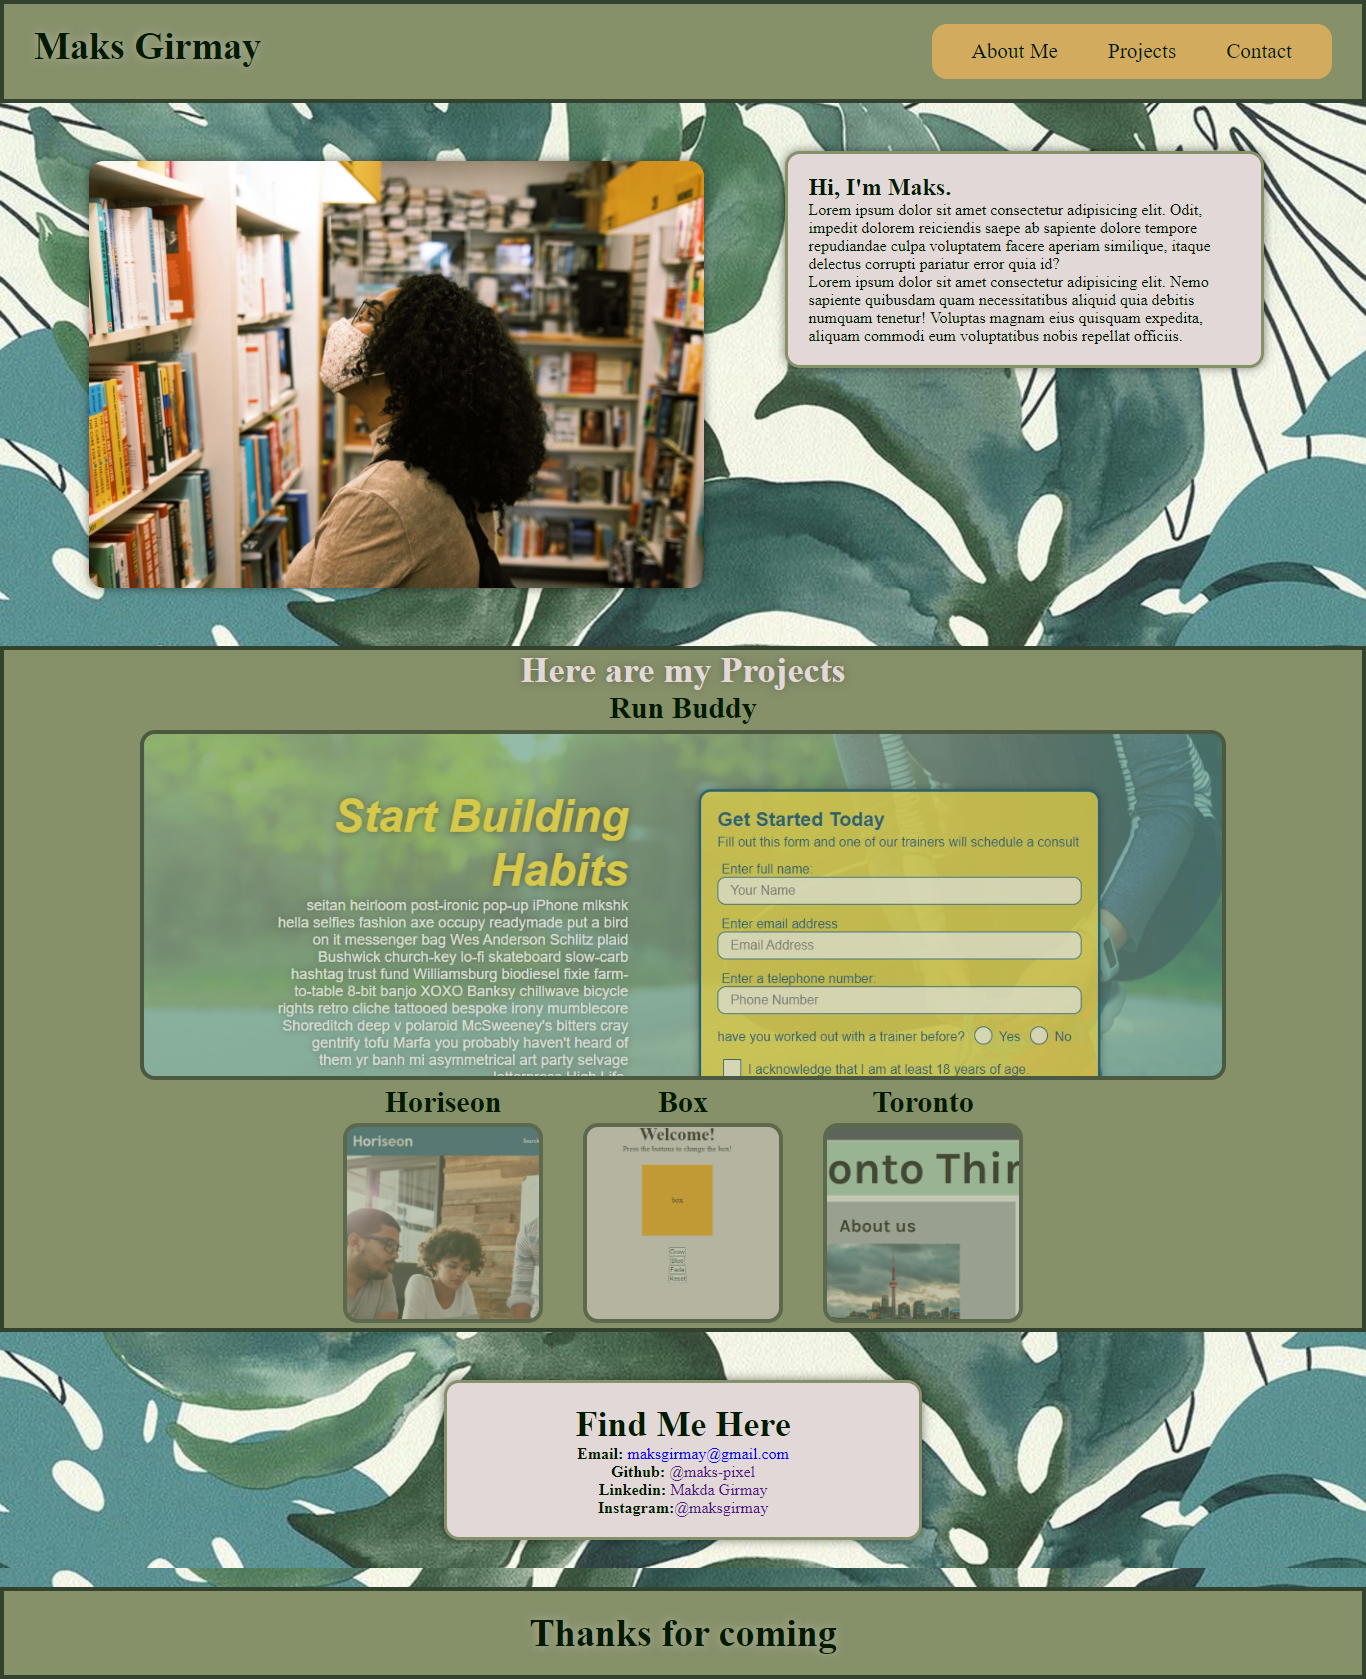 Maks Girmay
About Me Projects Contact
Hi, I'm Maks.
Lorem ipsum dolor sit amet consectetur adipisicing elit. Odit,
impedit dolorem reiciendis saepe ab sapiente dolore tempore
repudiandae culpa voluptatem facere aperiam similique, itaque
delectus corrupti pariatur error quia id?
Lorem ipsum dolor sit amet consectetur adipisicing elit. Nemo
sapiente quibusdam quam necessitatibus aliquid quia debitis
numquam tenetur! Voluptas magnam eius quisquam expedita,
aliquam commodi eum voluptatibus nobis repellat officiis.
Here are my Projects
Run Buddy
Start Building
Habits
seitan heirloom post-ironic pop-up iPhone mlkshk
hella selfies fashion axe occupy readymade put a bird
on it messenger bag Wes Anderson Schlitz plaid
Bushwick church-key lo-fi skateboard slow-carb
hashtag trust fund Williamsburg biodiesel fixie farm-
to-table 8-bit banjo XOXO Banksy chillwave bicycle
rights retro cliche tattooed bespoke irony mumblecore
Shoreditch deep v polaroid McSweeney's bitters cray
gentrify tofu Marfa you probably haven't heard of
them yr banh mi asymmetrical art party selvage
letterpress High Life.
Get Started Today
Fill out this form and one of our trainers will schedule a consult
Enter full name:
Your Name
Enter email address
Email Address
Enter a telephone number:
Phone Number
have you worked out with a trainer before? Yes No
I acknowledge that I am at least 18 years of age.
Horiseon
Box
Toronto
Horiseon
Search
Welcome!
Press the buttons to change the box!
box
Grow
Blue
Fade
Reset
onto Thin
About us
Find Me Here
Email: maksgirmay@gmail.com
Github: @maks-pixel
Linkedin: Makda Girmay
Instagram:@maksgirmay
Thanks for coming